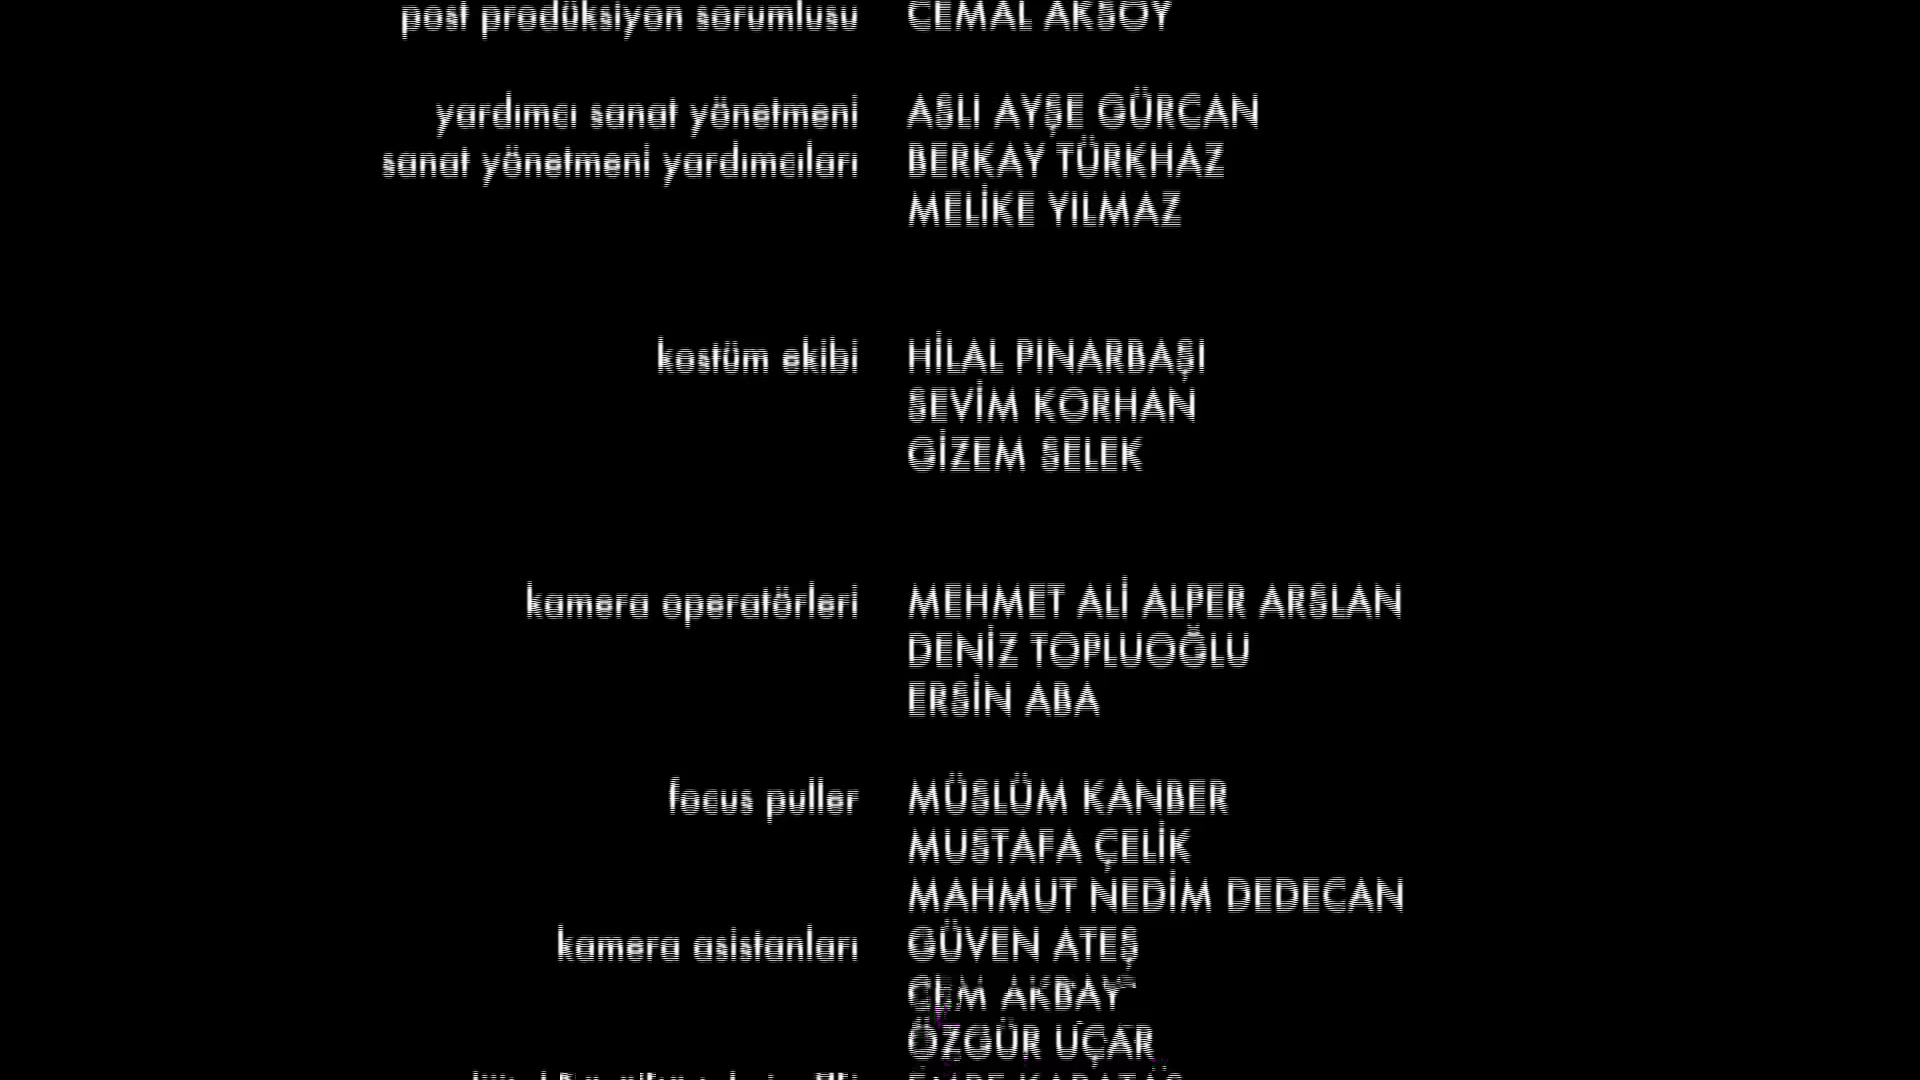 post prodüksiyon sorumlusu CEMAL AKSOY
yardımcı sanat yönetmeni ASLI AYŞE GÜRCAN
sanat yönetmeni yardımcıları BERKAY TÜRKHAZ
MELİKE YILMAZ
kostüm ekibi HİLAL PINARBAŞI
SEVİM KORHAN
GİZEM SELEK
kamera operatörleri MEHMET ALİ ALPER ARSLAN
DENİZ TOPLUOĞLU
ERSİN ABA
focus puller MÜSLÜM KANBER
MUSTAFA ÇELİK
MAHMUT NEDİM DEDECAN
kamera asistanları GÜVEN ATEŞ
CEM AKBAY
ÖZGÜR UÇAR